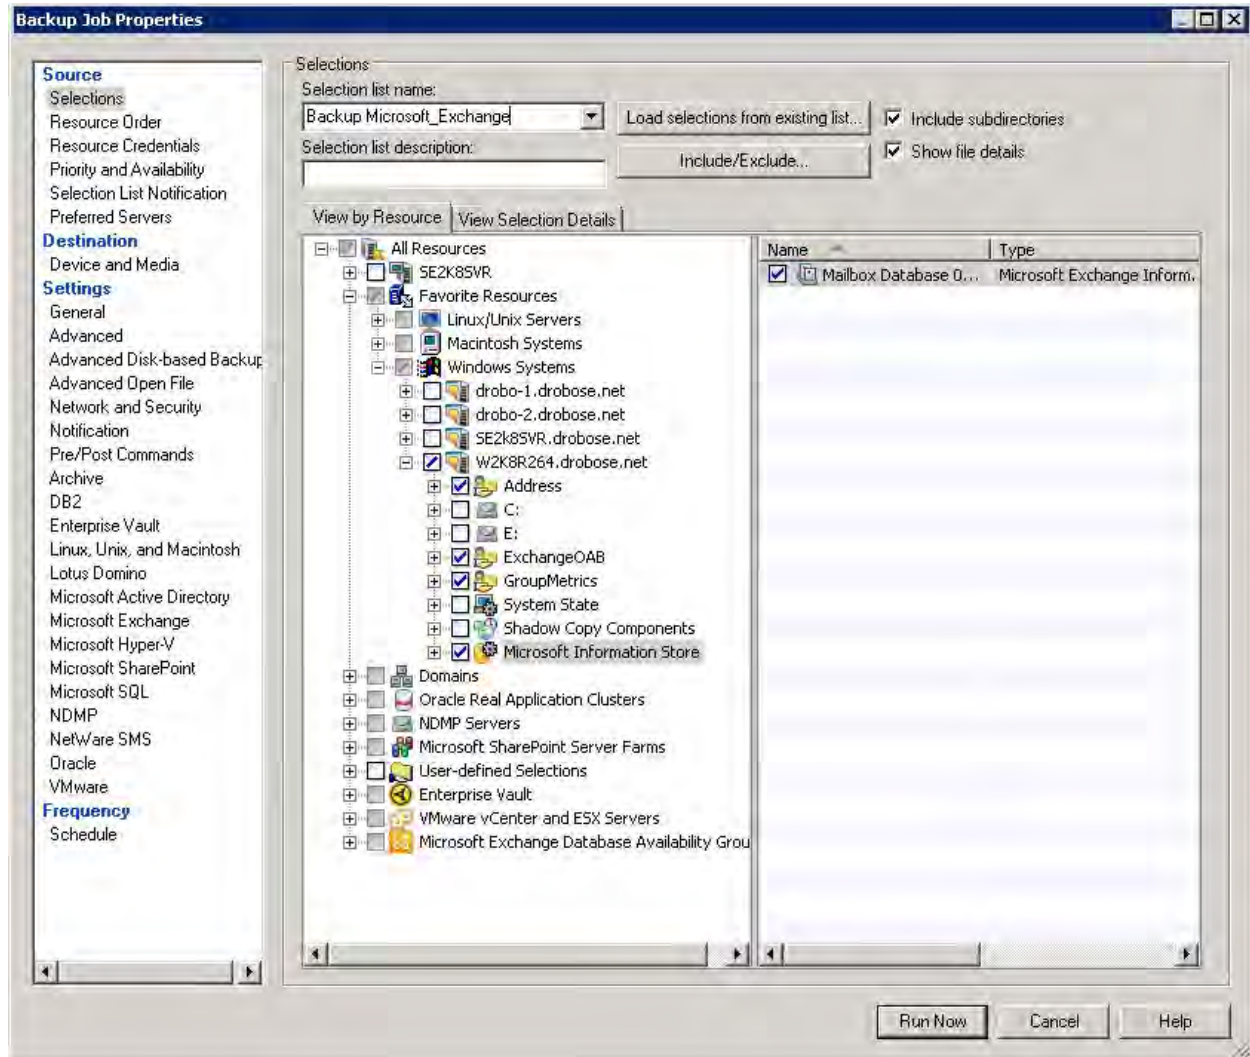 Backup Job Properties
Source
Selections
Resource Order
Resource Credentials
Priority and Availability
Selection List Notification
Preferred Servers
Destination
Device and Media
Settings
General
Advanced
Advanced Disk-based Backup
Advanced Open File
Network and Security
Notification
Pre/Post Commands
Archive
DB2
Enterprise Vault
Linux, Unix, and Macintosh
Lotus Domino
Microsoft Active Directory
Microsoft Exchange
Microsoft Hyper-V
Microsoft SharePoint
Microsoft SQL
NDMP
NetWare SMS
Oracle
VMware
Frequency
Schedule
Selections
Selection list name:
Backup Microsoft_Exchange
Load selections from existing list...
Include subdirectories
Selection list description:
Include/Exclude...
Show file details
View by Resource
View Selection Details
All Resources
SE2K8SVR
Favorite Resources
Linux/Unix Servers
Macintosh Systems
Windows Systems
drobo-1.drobose.net
drobo-2.drobose.net
SE2k8SVR.drobose.net
W2K8R264.drobose.net
Address
C:
E:
ExchangeOAB
GroupMetrics
System State
Shadow Copy Components
Microsoft Information Store
Domains
Oracle Real Application Clusters
NDMP Servers
Microsoft SharePoint Server Farms
User-defined Selections
Enterprise Vault
VMware vCenter and ESX Servers
Microsoft Exchange Database Availability Grou
Name Type
Mailbox Database 0... Microsoft Exchange Inform.
Run Now
Cancel
Help